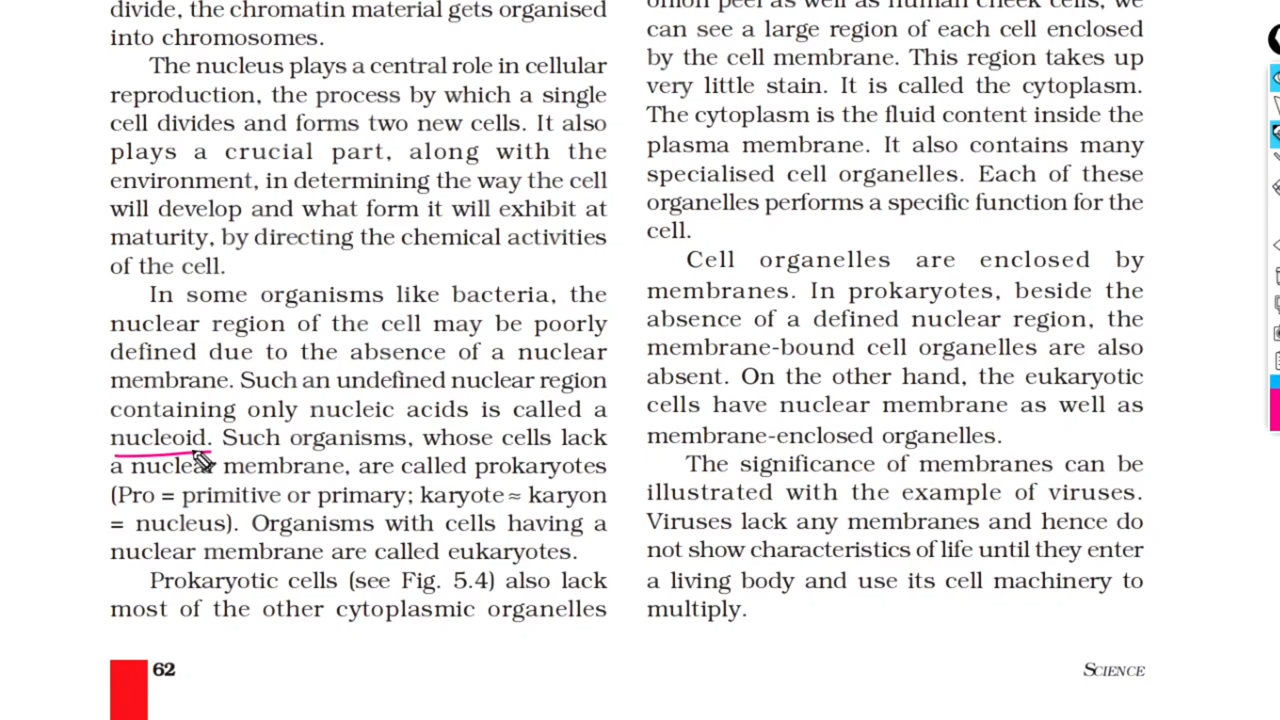 divide, the chromatin material gets organised
into chromosomes.
The nucleus plays a central role in cellular
reproduction, the process by which a single
cell divides and forms two new cells. It also
plays a crucial part, along with the
environment, in determining the way the cell
will develop and what form it will exhibit at
maturity, by directing the chemical activities
of the cell.
In some organisms like bacteria, the
nuclear region of the cell may be poorly
defined due to the absence of a nuclear
membrane. Such an undefined nuclear region
containing only nucleic acids is called a
nucleoid. Such organisms, whose cells lack
a nuclear membrane, are called prokaryotes
(Pro = primitive or primary; karyote ≈ karyon
= nucleus). Organisms with cells having a
nuclear membrane are called eukaryotes.
Prokaryotic cells (see Fig. 5.4) also lack
most of the other cytoplasmic organelles
onion peel as well as human cheek cells, we
can see a large region of each cell enclosed
by the cell membrane. This region takes up
very little stain. It is called the cytoplasm.
The cytoplasm is the fluid content inside the
plasma membrane. It also contains many
specialised cell organelles. Each of these
organelles performs a specific function for the
cell.
Cell organelles are enclosed by
membranes. In prokaryotes, beside the
absence of a defined nuclear region, the
membrane-bound cell organelles are also
absent. On the other hand, the eukaryotic
cells have nuclear membrane as well as
membrane-enclosed organelles.
The significance of membranes can be
illustrated with the example of viruses.
Viruses lack any membranes and hence do
not show characteristics of life until they enter
a living body and use its cell machinery to
multiply.
62
SCIENCE